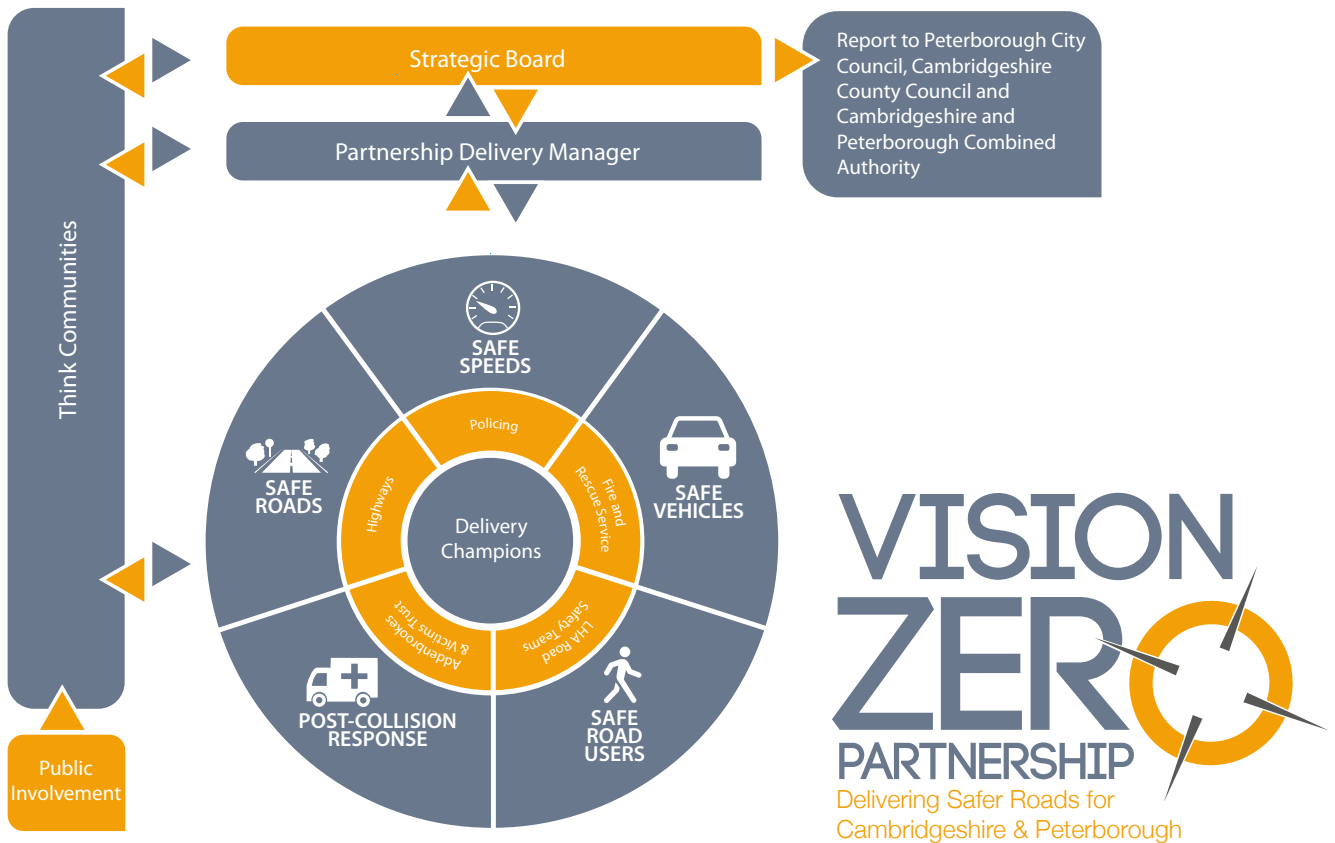 Strategic Board
Report to Peterborough City
Council, Cambridgeshire
County Council and
Cambridgeshire and
Peterborough Combined
Authority
Partnership Delivery Manager
Think Communities
Public
Involvement
SAFE
SPEEDS
SAFE
VEHICLES
SAFE
ROAD
USERS
POST-COLLISION
RESPONSE
SAFE
ROADS
Policing
Fire and
Rescue Service
LHA Road
Safety Teams
Addenbrookes
& Victims Trust
Highways
Delivery
Champions
VISION
ZERO
PARTNERSHIP
Delivering Safer Roads for
Cambridgeshire & Peterborough